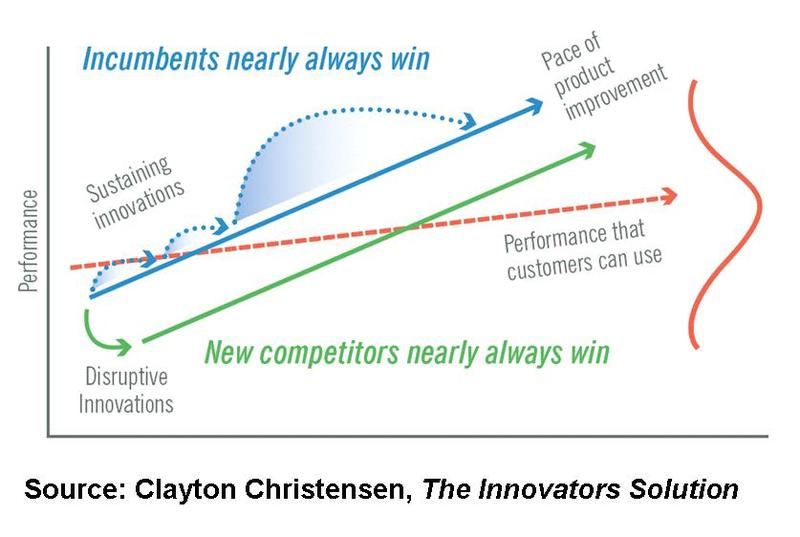 Incumbents nearly always win
Pace of
product
improvement
Sustaining
innovations
Performance
Performance that
customers can use
New competitors nearly always win
Disruptive
Innovations
Source: Clayton Christensen, The Innovators Solution